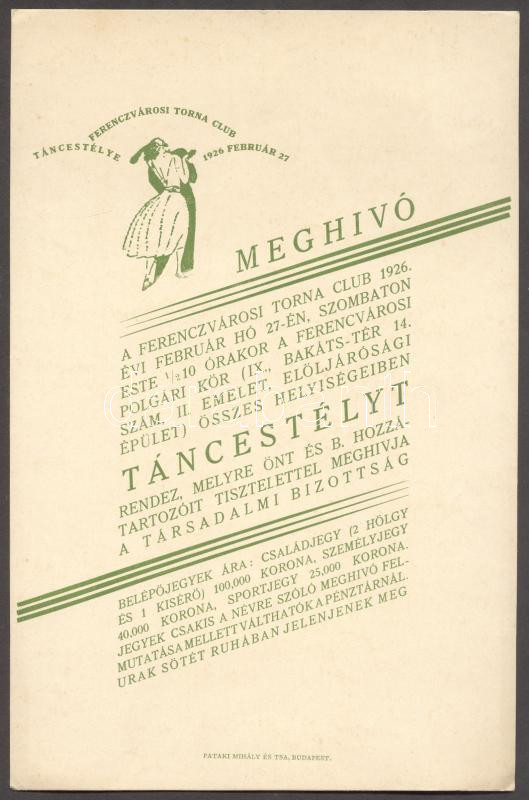 FERENCZVÁROSI TORNA CLUB
TÁNCESTÉLYE 1926 FEBRUÁR 27
MEGHIVÓ
A FERENCZVÁROSI TORNA CLUB 1926.
ÉVI FEBRUÁR HÓ 27-ÉN, SZOMBATON
ESTE 1/2 10 ÓRAKOR A FERENCVÁROSI
POLGÁRI KÖR (IX., BAKÁTS-TÉR 14.
SZÁM, II. EMELET, ELÖLJÁRÓSÁGI
ÉPÜLET) ÖSSZES HELYISÉGEIBEN
TÁNCESTÉLYT
RENDEZ, MELYRE ÖNT ÉS B. HOZZÁ-
TARTOZÓIT TISZTELETTEL MEGHIVJA
A TÁRSADALMI BIZOTTSÁG
BELÉPŐJEGYEK ÁRA: CSALÁDJEGY (2 HÖLGY
ÉS 1 KISÉRŐ) 100,000 KORONA, SZEMÉLYJEGY
40,000 KORONA, SPORTJEGY 25,000 KORONA.
JEGYEK CSAKIS A NÉVRE SZÓLÓ MEGHIVÓ FEL-
MUTATÁSA MELLETT VÁLTHATÓK A PÉNZTÁRNÁL.
URAK SÖTÉT RUHÁBAN JELENJENEK MEG
PATAKI MIHÁLY ÉS TSA, BUDAPEST.